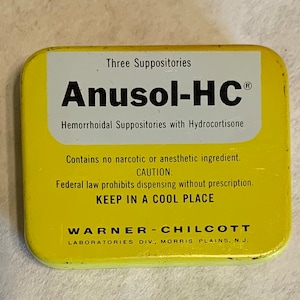 Three Suppositories
Anusol-HC®
Hemorrhoidal Suppositories with Hydrocortisone
Contains no narcotic or anesthetic ingredient.
CAUTION:
Federal law prohibits dispensing without prescription.
KEEP IN A COOL PLACE
WARNER-CHILCOTT
LABORATORIES DIV., MORRIS PLAINS, N.J.